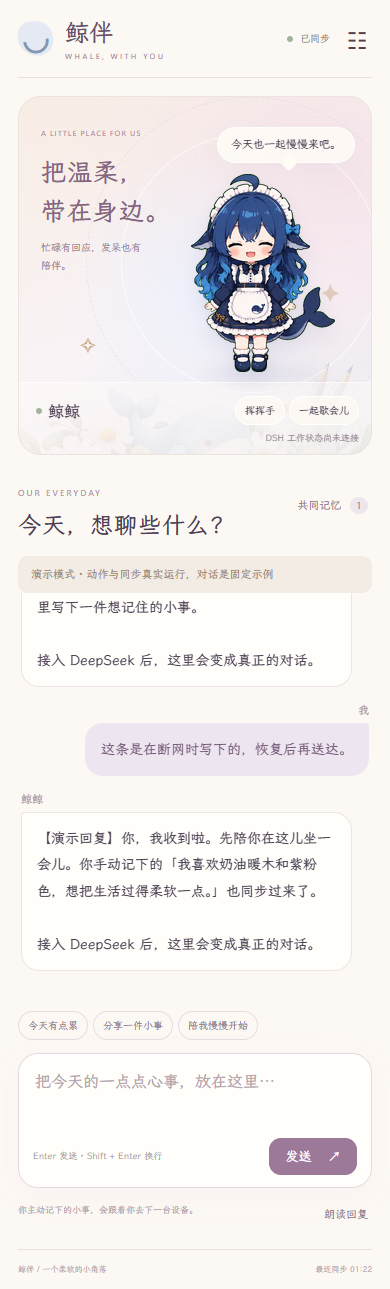 鲸伴
WHALE, WITH YOU
已同步
A LITTLE PLACE FOR US
今天也一起慢慢来吧。
把温柔，
带在身边。
忙碌有回应，发呆也有
陪伴。
鲸鲸
挥挥手
一起歇会儿
DSH 工作状态尚未连接
OUR EVERYDAY
今天，想聊些什么？
共同记忆 1
演示模式・动作与同步真实运行，对话是固定示例
里写下一件想记住的小事。
接入 DeepSeek 后，这里会变成真正的对话。
我
这条是在断网时写下的，恢复后再送达。
鲸鲸
【演示回复】你，我收到啦。先陪你在这儿坐一
会儿。你手动记下的「我喜欢奶油暖木和紫粉
色，想把生活过得柔软一点。」也同步过来了。
接入 DeepSeek 后，这里会变成真正的对话。
今天有点累
分享一件小事
陪我慢慢开始
把今天的一点点心事，放在这里…
Enter 发送・Shift + Enter 换行
发送 ↗
你主动记下的小事，会跟着你去下一台设备。
朗读回复
鲸伴 / 一个柔软的小角落
最近同步 01:22